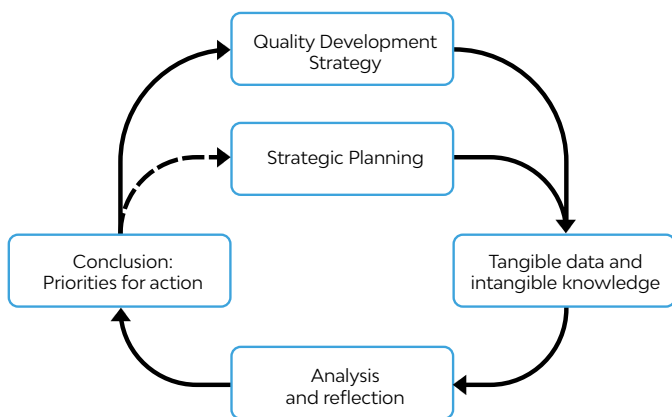 Quality Development
Strategy
Strategic Planning
Conclusion:
Priorities for action
Tangible data and
intangible knowledge
Analysis
and reflection